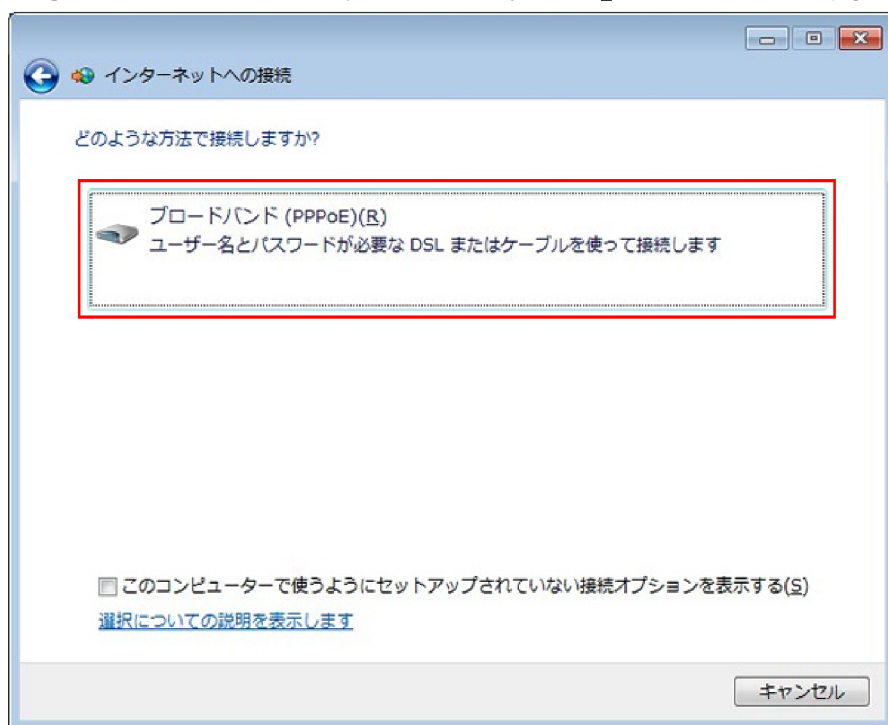 インターネットへの接続
どのような方法で接続しますか?
ブロードバンド (PPPoE)(R)
ユーザー名とパスワードが必要な DSL またはケーブルを使って接続します
このコンピューターで使うようにセットアップされていない接続オプションを表示する(S)
選択についての説明を表示します
キャンセル